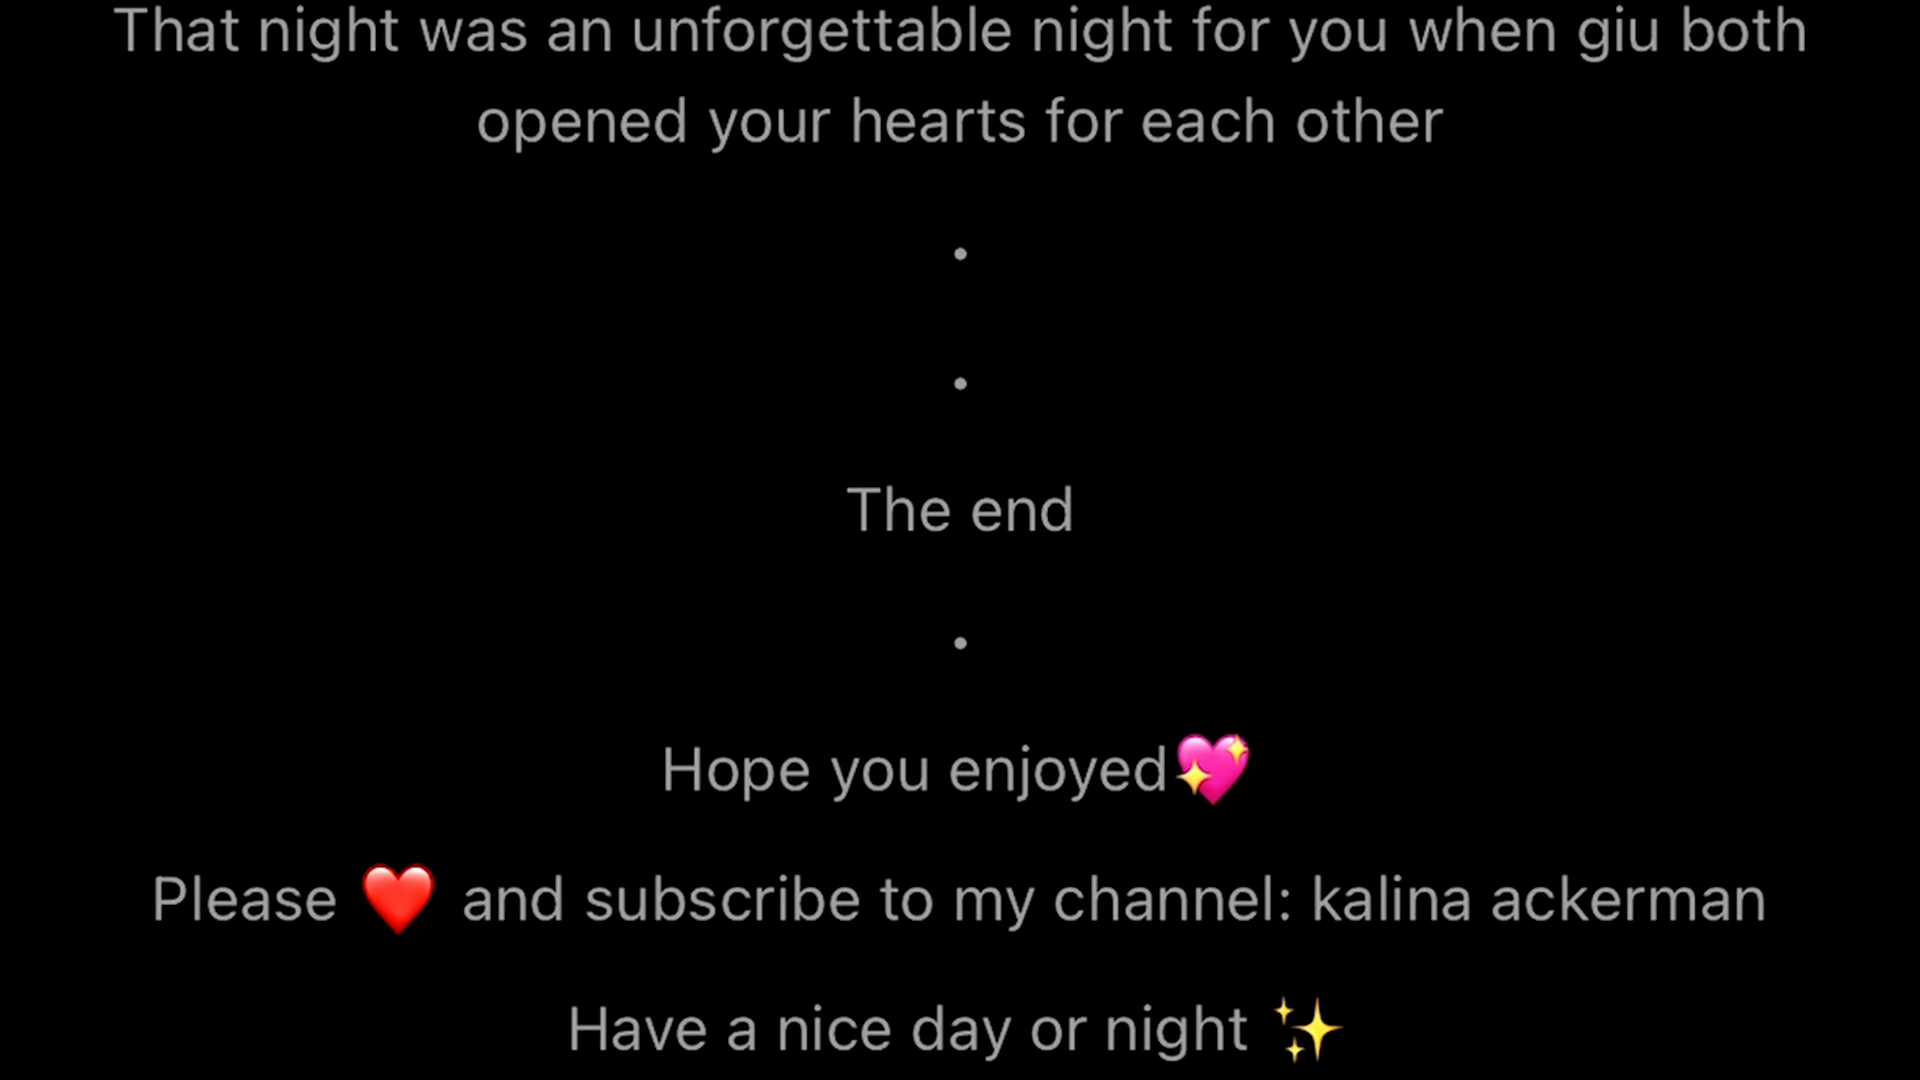 That night was an unforgettable night for you when giu both
opened your hearts for each other
•
•
The end
•
Hope you enjoyed💖
Please ❤️ and subscribe to my channel: kalina ackerman
Have a nice day or night ✨